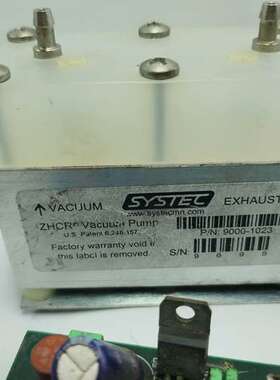 ↑VACUUM
SYSTEC
EXHAUST
www.systecmn.com
ZHCR® Vacuum Pump
U.S. Patent 6,248,157
P/N: 9000-1023
Factory warranty void if
this label is removed.
S/N